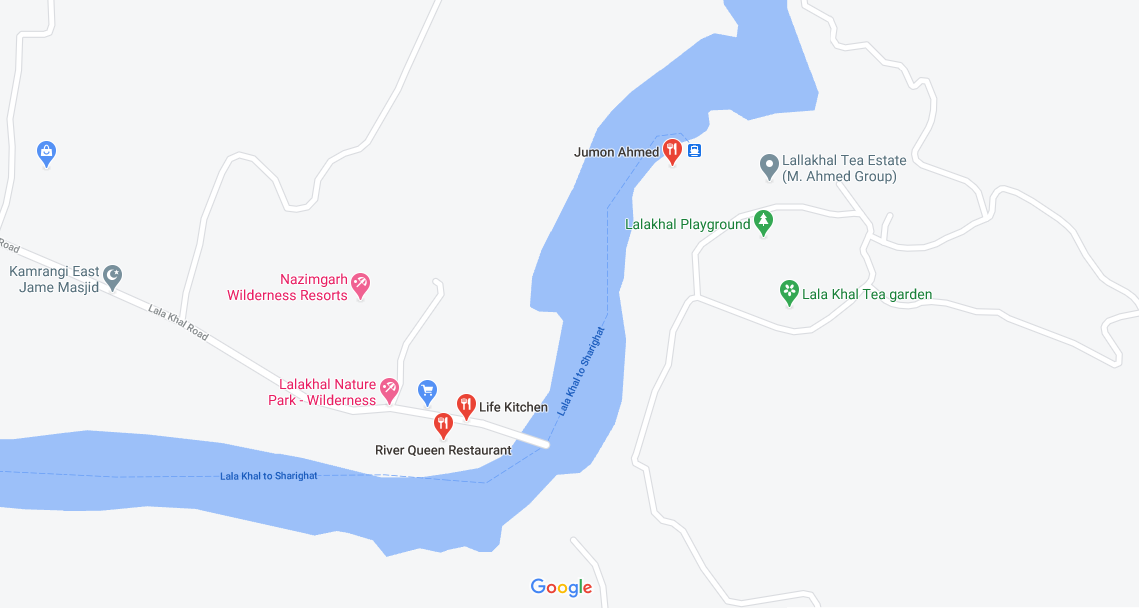 Jumon Ahmed
Lallakhal Tea Estate
(M. Ahmed Group)
Lalakhal Playground
Road
Kamrangi East
Jame Masjid
Nazimgarh
Wilderness Resorts
Lala Khal Tea garden
Lala Khal Road
Lala Khal to Sharighat
Lalakhal Nature
Park - Wilderness
Life Kitchen
River Queen Restaurant
Lala Khal to Sharighat
Google